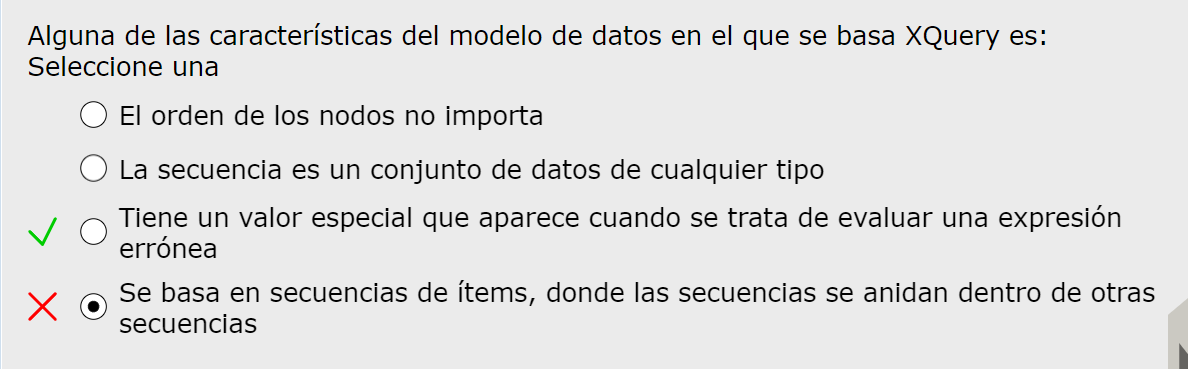 Alguna de las características del modelo de datos en el que se basa XQuery es:
Seleccione una
El orden de los nodos no importa
La secuencia es un conjunto de datos de cualquier tipo
Tiene un valor especial que aparece cuando se trata de evaluar una expresión
errónea
Se basa en secuencias de ítems, donde las secuencias se anidan dentro de otras
secuencias